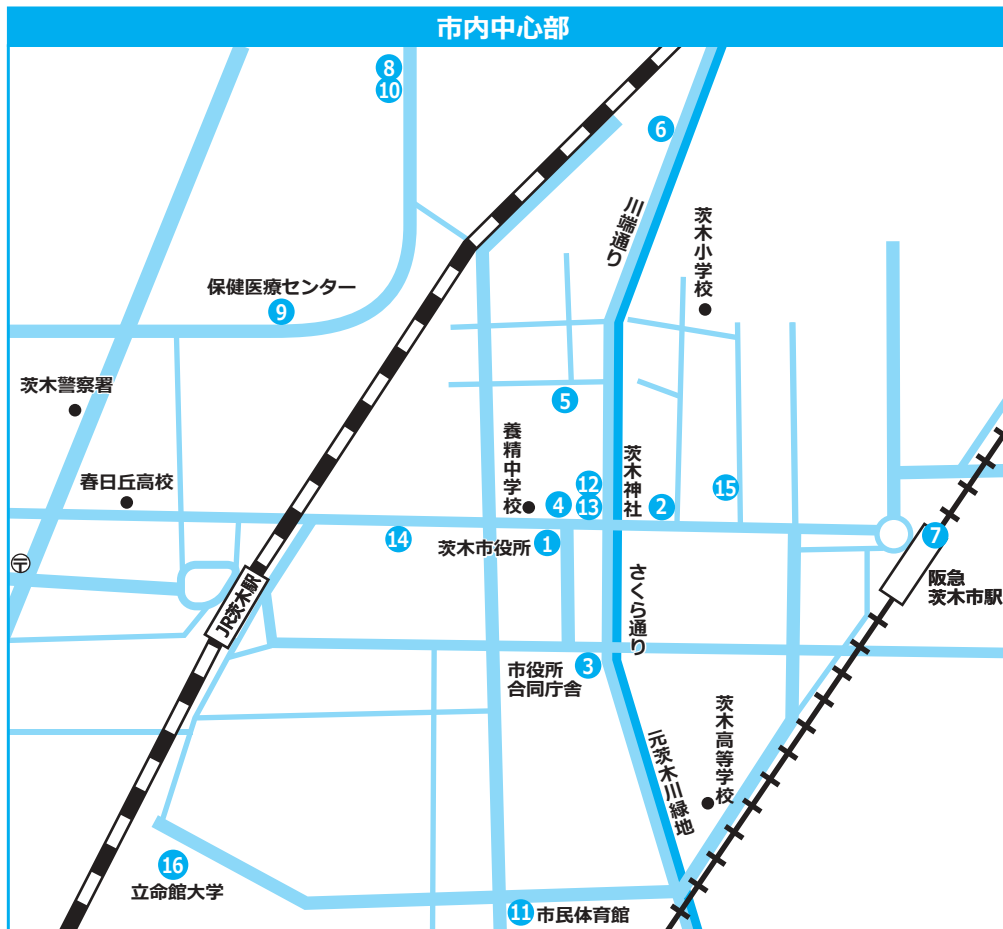 市内中心部
8
10
6
川端通り
茨木小学校
保健医療センター
9
茨木警察署
5
養精中学校
茨木神社
春日丘高校
12
15
4
13
2
14
茨木市役所
1
7
〒
さくら通り
阪急
茨木市駅
JR茨木駅
3
市役所
合同庁舎
茨木高等学校
元茨木川緑地
16
立命館大学
11
市民体育館